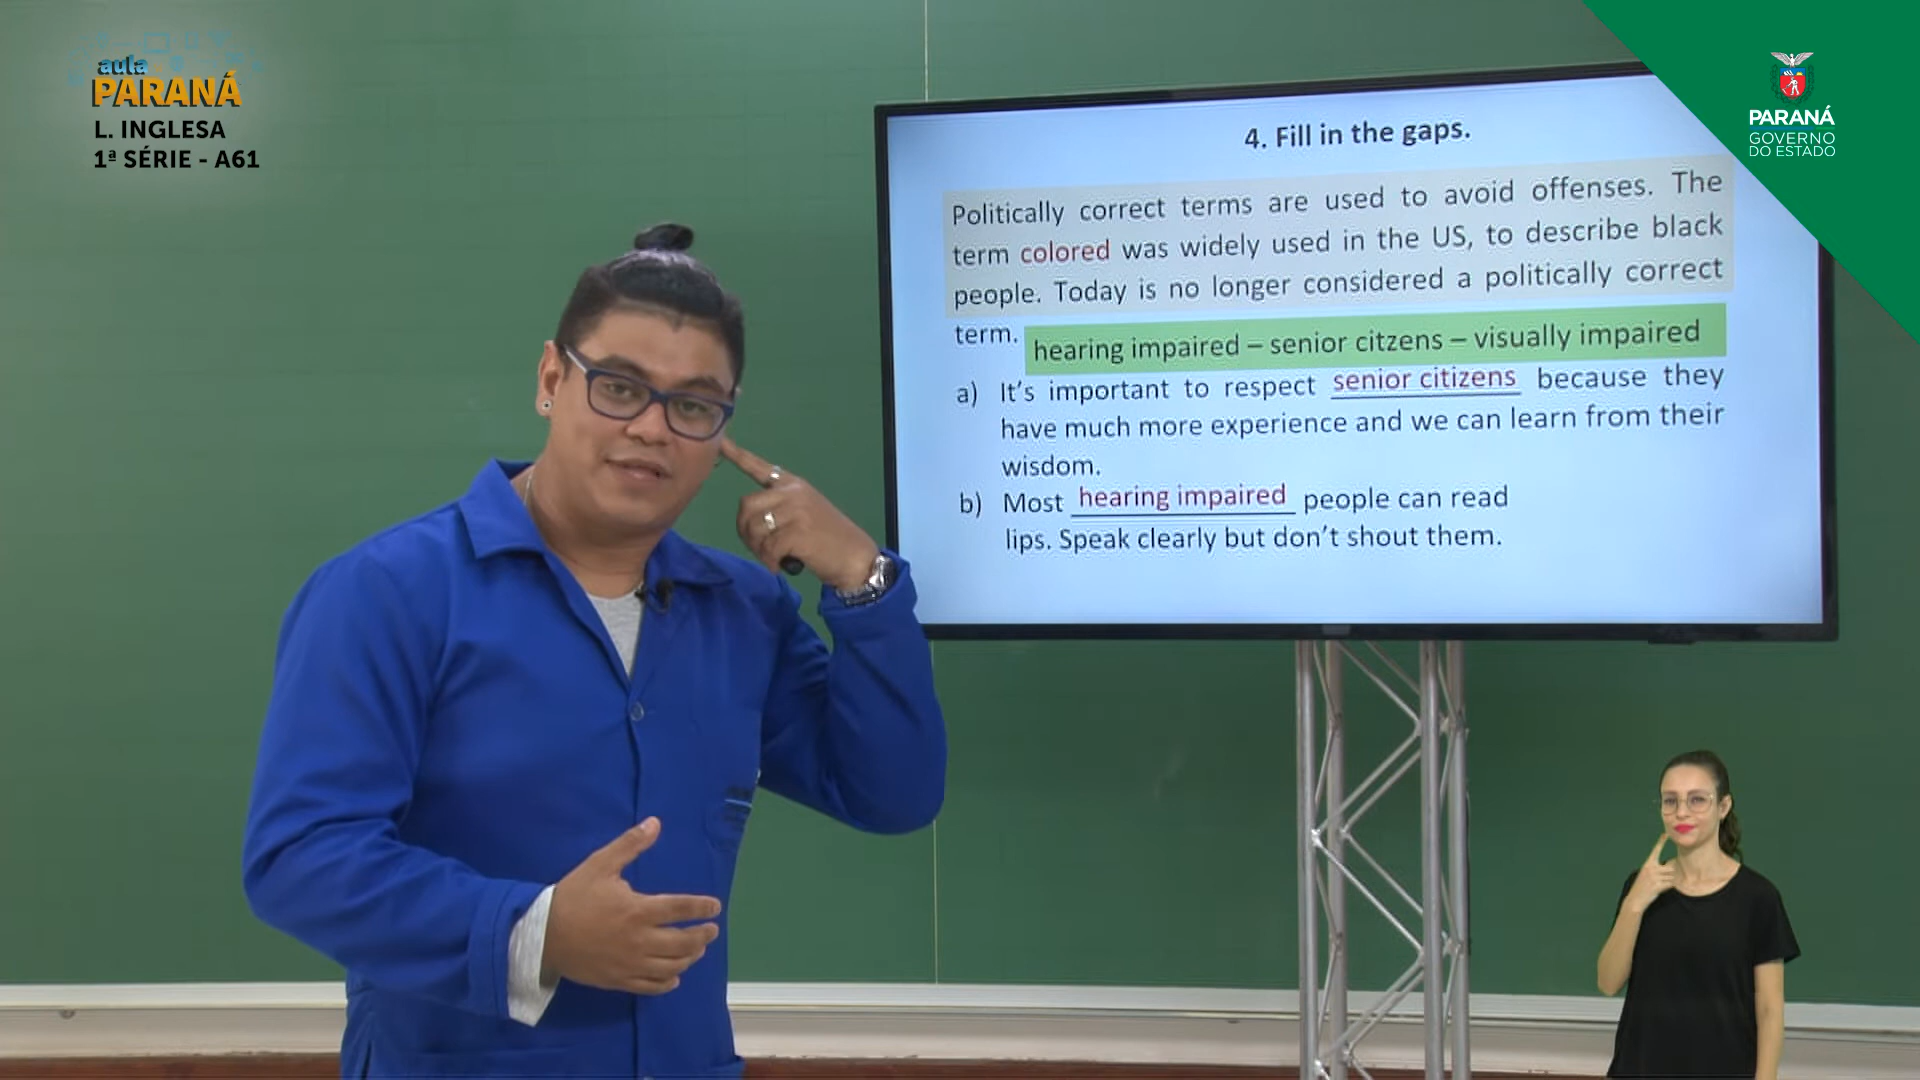 aula
PARANÁ
L. INGLESA
1ª SÉRIE - A61
PARANÁ
GOVERNO
DO ESTADO
4. Fill in the gaps.
Politically correct terms are used to avoid offenses. The
term colored was widely used in the US, to describe black
people. Today is no longer considered a politically correct
term.
hearing impaired – senior citzens – visually impaired
a) It's important to respect senior citizens because they
have much more experience and we can learn from their
wisdom.
b) Most hearing impaired people can read
lips. Speak clearly but don't shout them.